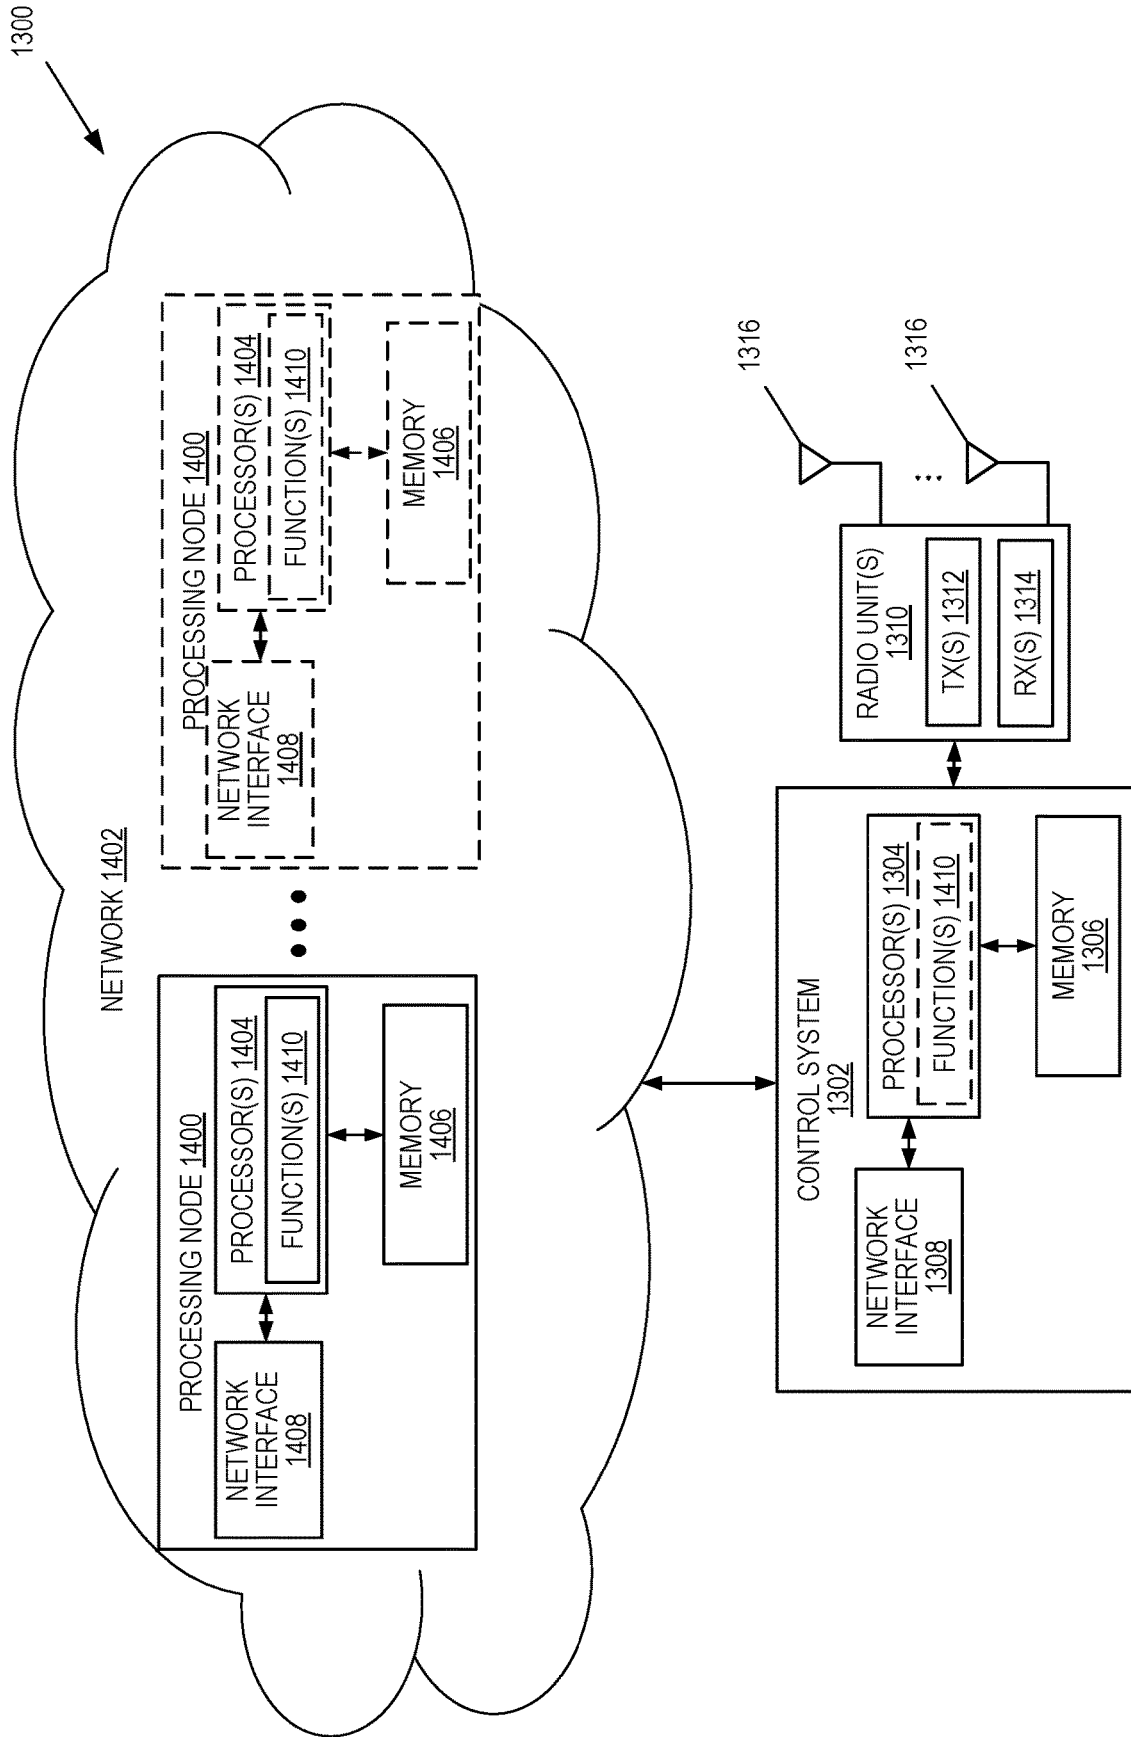 1300
NETWORK 1402
PROCESSING NODE 1400
NETWORK
INTERFACE
1408
PROCESSOR(S) 1404
FUNCTION(S) 1410
MEMORY
1406
PROCESSING NODE 1400
NETWORK
INTERFACE
1408
PROCESSOR(S) 1404
FUNCTION(S) 1410
MEMORY
1406
CONTROL SYSTEM
1302
NETWORK
INTERFACE
1308
PROCESSOR(S) 1304
FUNCTION(S) 1410
MEMORY
1306
RADIO UNIT(S)
1310
TX(S) 1312
RX(S) 1314
1316
1316